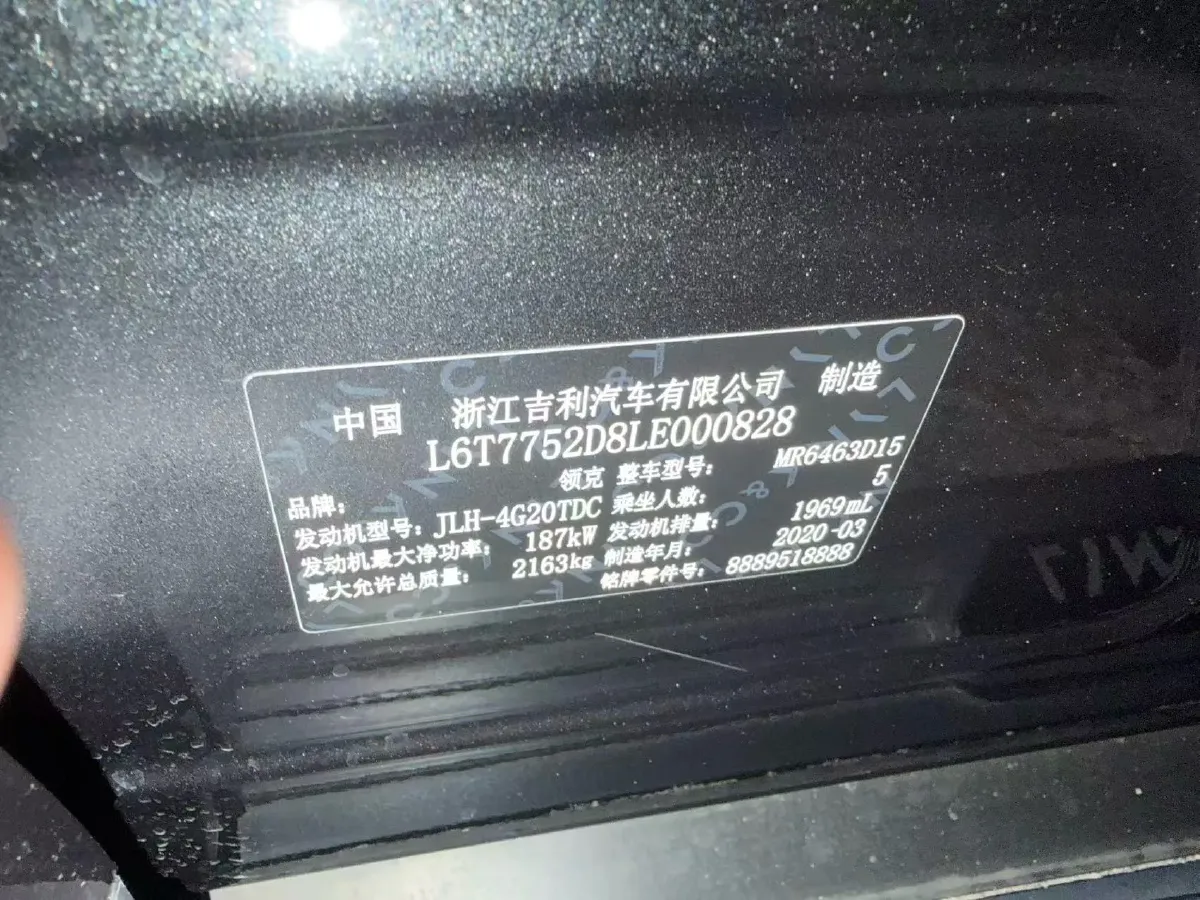 中国 浙江吉利汽车有限公司 制造
L6T7752D8LE000828
品牌： 领克 整车型号： MR6463D15
发动机型号： JLH-4G20TDC 乘坐人数： 5
发动机最大净功率： 187kW 发动机排量： 1969mL
最大允许总质量： 2163kg 制造年月： 2020-03
铭牌零件号： 8889518888